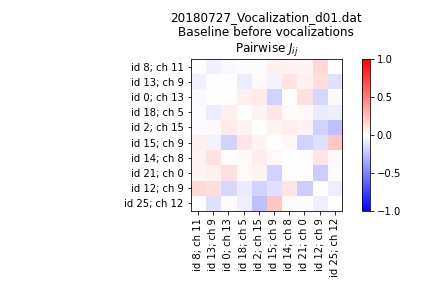 20180727_Vocalization_d01.dat
Baseline before vocalizations
Pairwise J_{ij}
id 8; ch 11
id 13; ch 9
id 0; ch 13
id 18; ch 5
id 2; ch 15
id 15; ch 9
id 14; ch 8
id 21; ch 0
id 12; ch 9
id 25; ch 12
id 8; ch 11
id 13; ch 9
id 0; ch 13
id 18; ch 5
id 2; ch 15
id 15; ch 9
id 14; ch 8
id 21; ch 0
id 12; ch 9
id 25; ch 12
1.0
0.5
0.0
−0.5
−1.0